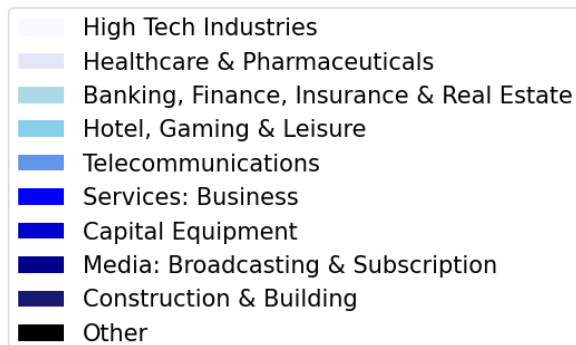 High Tech Industries
Healthcare & Pharmaceuticals
Banking, Finance, Insurance & Real Estate
Hotel, Gaming & Leisure
Telecommunications
Services: Business
Capital Equipment
Media: Broadcasting & Subscription
Construction & Building
Other